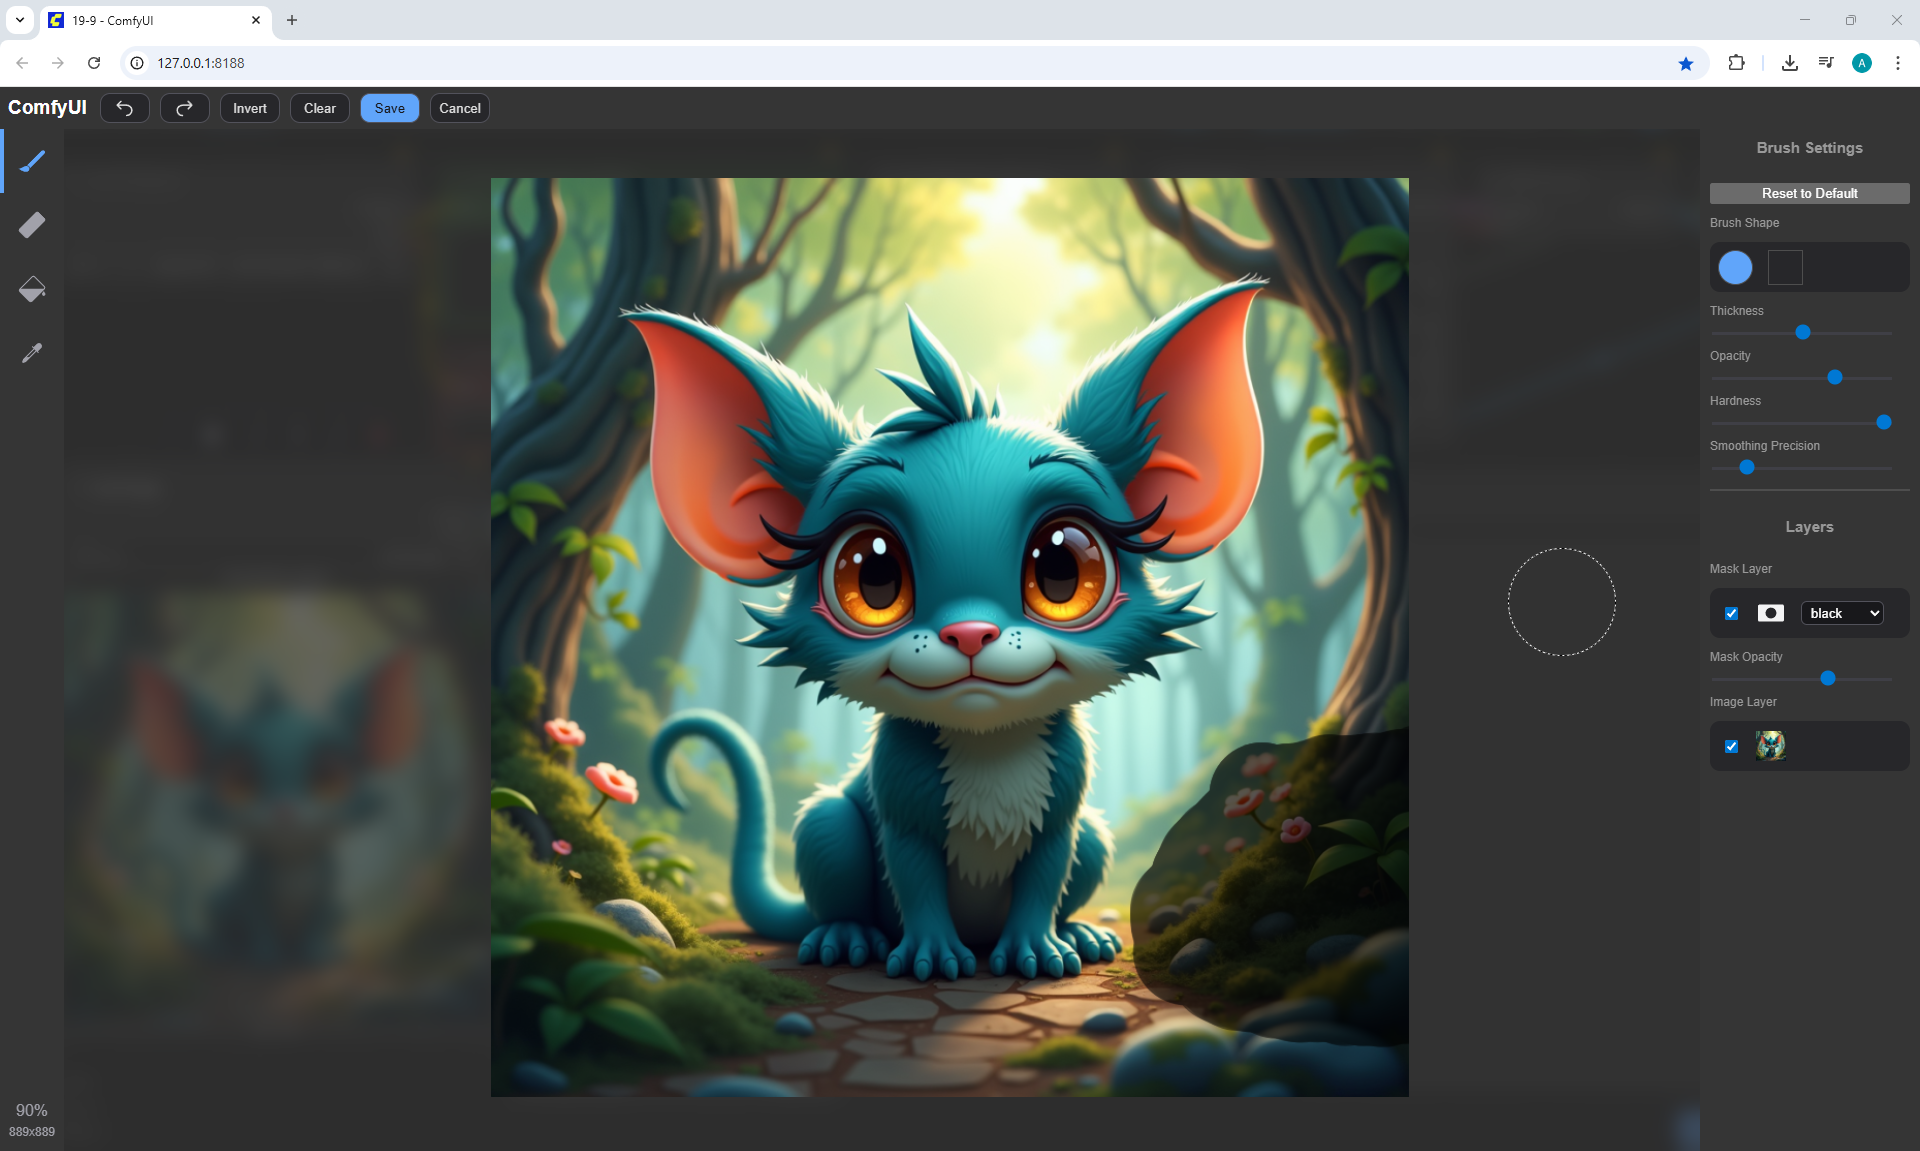 19-9 - ComfyUI
127.0.0.1:8188
A
ComfyUI
Invert
Clear
Save
Cancel
Brush Settings
Reset to Default
Brush Shape
Thickness
Opacity
Hardness
Smoothing Precision
Layers
Mask Layer
black
Mask Opacity
Image Layer
90%
889x889